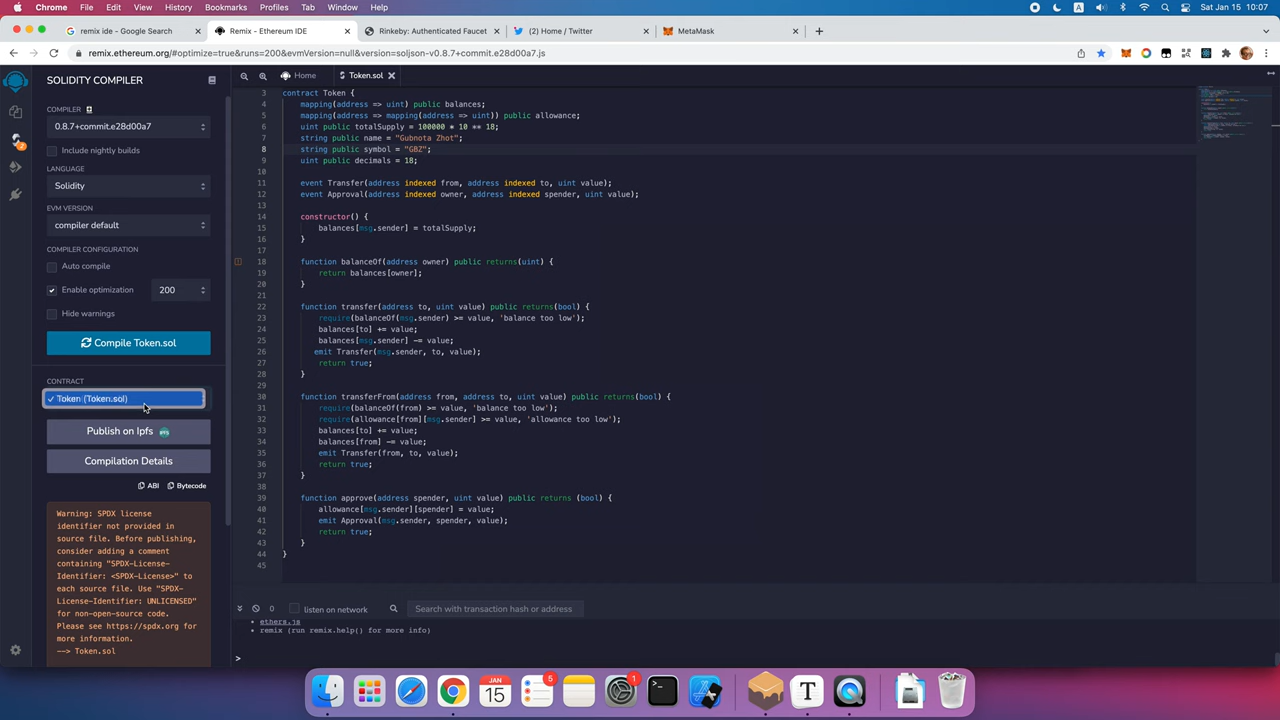 Chrome File Edit View History Bookmarks Profiles Tab Window Help Sat Jan 15 10:07
remix ide - Google Search Remix - Ethereum IDE Rinkeby: Authenticated Faucet (2) Home / Twitter MetaMask
remix.ethereum.org/#optimize=true&runs=200&evmVersion=null&version=soljson-v0.8.7+commit.e28d00a7.js
SOLIDITY COMPILER
COMPILER
0.8.7+commit.e28d00a7
Include nightly builds
LANGUAGE
Solidity
EVM VERSION
compiler default
COMPILER CONFIGURATION
Auto compile
Enable optimization 200
Hide warnings
Compile Token.sol
CONTRACT
Token (Token.sol)
Publish on Ipfs
Compilation Details
ABI Bytecode
Warning: SPDX license
identifier not provided in
source file. Before publishing,
consider adding a comment
containing "SPDX-License-
Identifier: <SPDX-License>" to
each source file. Use "SPDX-
License-Identifier: UNLICENSED"
for non-open-source code.
Please see https://spdx.org for
more information.
--> Token.sol
Home Token.sol
3 contract Token {
4 mapping(address => uint) public balances;
5 mapping(address => mapping(address => uint)) public allowance;
6 uint public totalSupply = 100000 * 10 ** 18;
7 string public name = "Gubnota Zhot";
8 string public symbol = "GBZ";
9 uint public decimals = 18;
10
11 event Transfer(address indexed from, address indexed to, uint value);
12 event Approval(address indexed owner, address indexed spender, uint value);
13
14 constructor() {
15 balances[msg.sender] = totalSupply;
16 }
17
18 function balanceOf(address owner) public returns(uint) {
19 return balances[owner];
20 }
21
22 function transfer(address to, uint value) public returns(bool) {
23 require(balanceOf(msg.sender) >= value, 'balance too low');
24 balances[to] += value;
25 balances[msg.sender] -= value;
26 emit Transfer(msg.sender, to, value);
27 return true;
28 }
29
30 function transferFrom(address from, address to, uint value) public returns(bool) {
31 require(balanceOf(from) >= value, 'balance too low');
32 require(allowance[from][msg.sender] >= value, 'allowance too low');
33 balances[to] += value;
34 balances[from] -= value;
35 emit Transfer(from, to, value);
36 return true;
37 }
38
39 function approve(address spender, uint value) public returns (bool) {
40 allowance[msg.sender][spender] = value;
41 emit Approval(msg.sender, spender, value);
42 return true;
43 }
44 }
45
0 listen on network Search with transaction hash or address
ethers.js
remix (run remix.help() for more info)
>
JAN
15
5
1